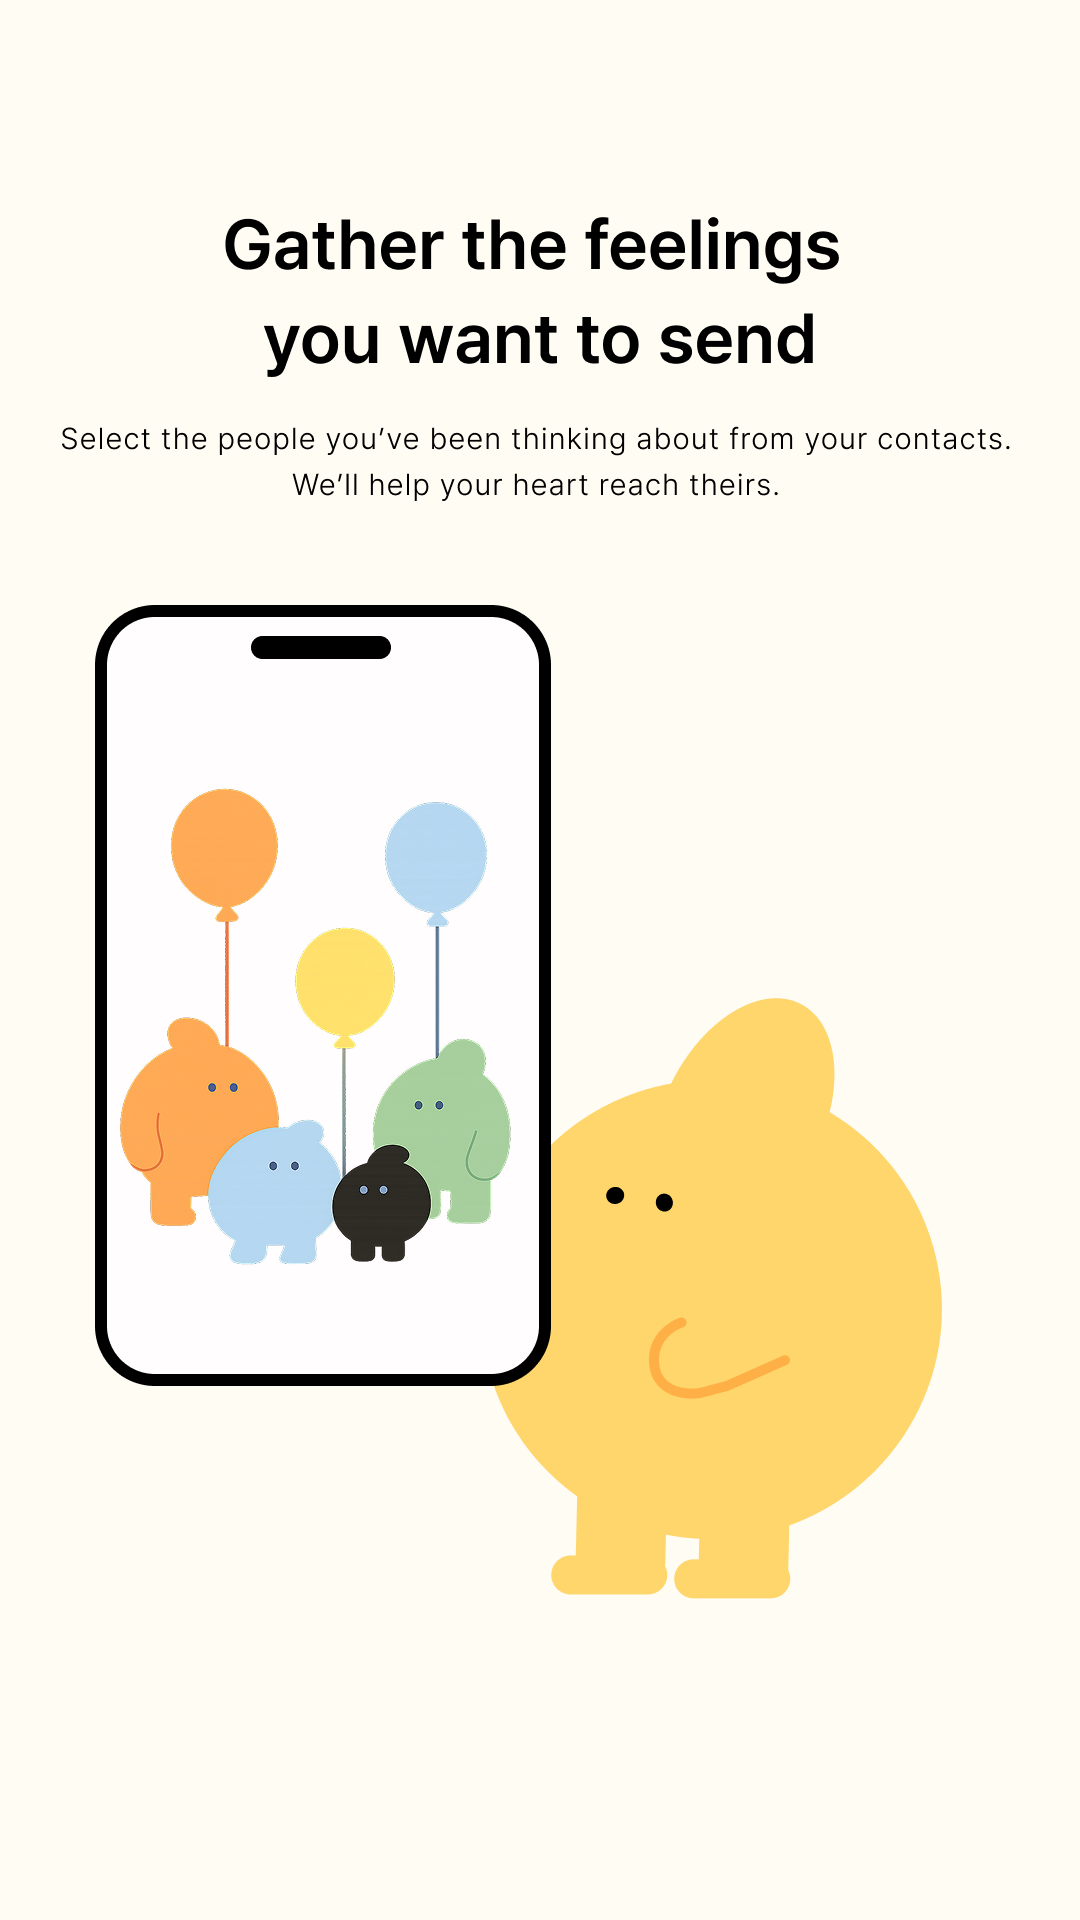 Gather the feelings
you want to send
Select the people you’ve been thinking about from your contacts.
We’ll help your heart reach theirs.